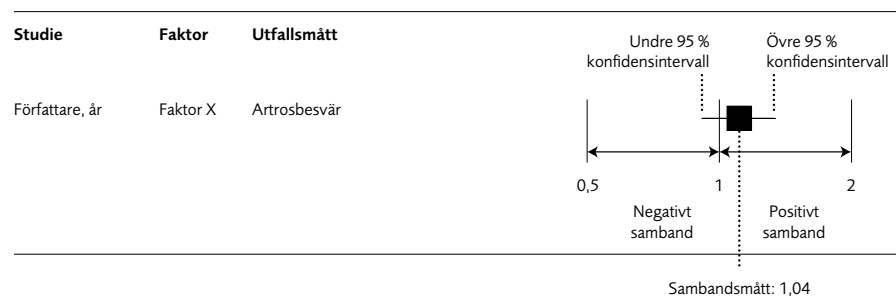 Studie Faktor Utfallsmått
Undre 95 %
konfidensintervall
Övre 95 %
konfidensintervall
Författare, år Faktor X Artrosbesvär
0,5 1 2
Negativt
samband
Positivt
samband
Sambandsmått: 1,04